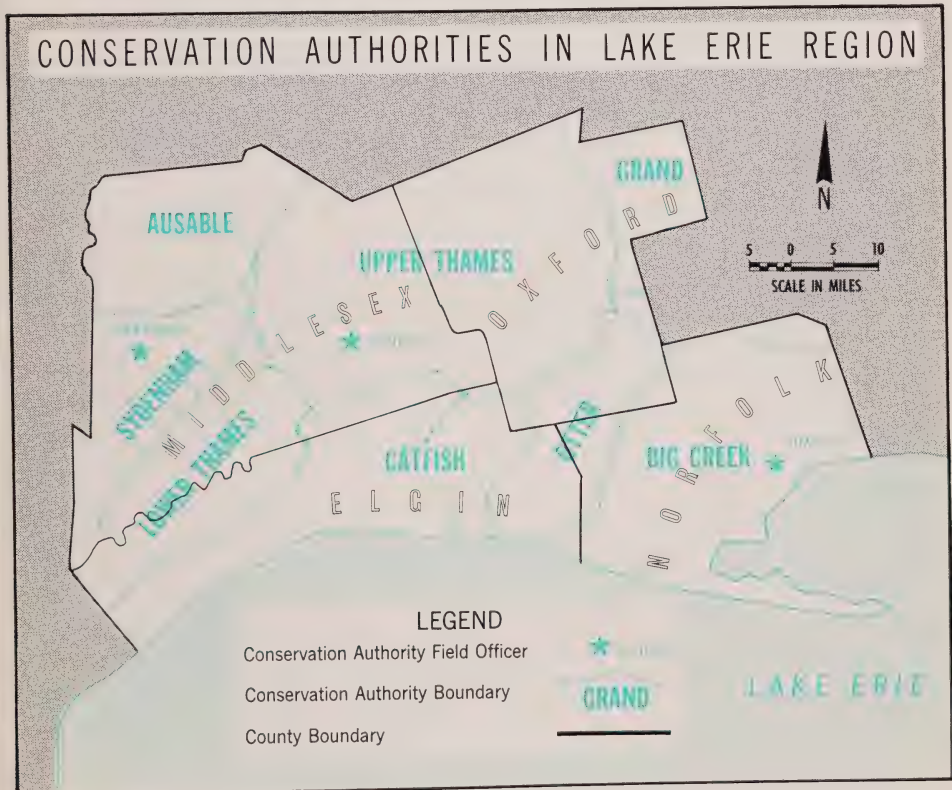 CONSERVATION AUTHORITIES IN LAKE ERIE REGION
GRAND
N
AUSABLE
UPPER THAMES
OXFORD
5 0 5 10
SCALE IN MILES
MIDDLESEX
SYDENHAM
LOWER THAMES
NORFOLK
OTTER
CATFISH
BIG CREEK
ELGIN
LEGEND
Conservation Authority Field Officer
Conservation Authority Boundary
GRAND
LAKE ERIE
County Boundary